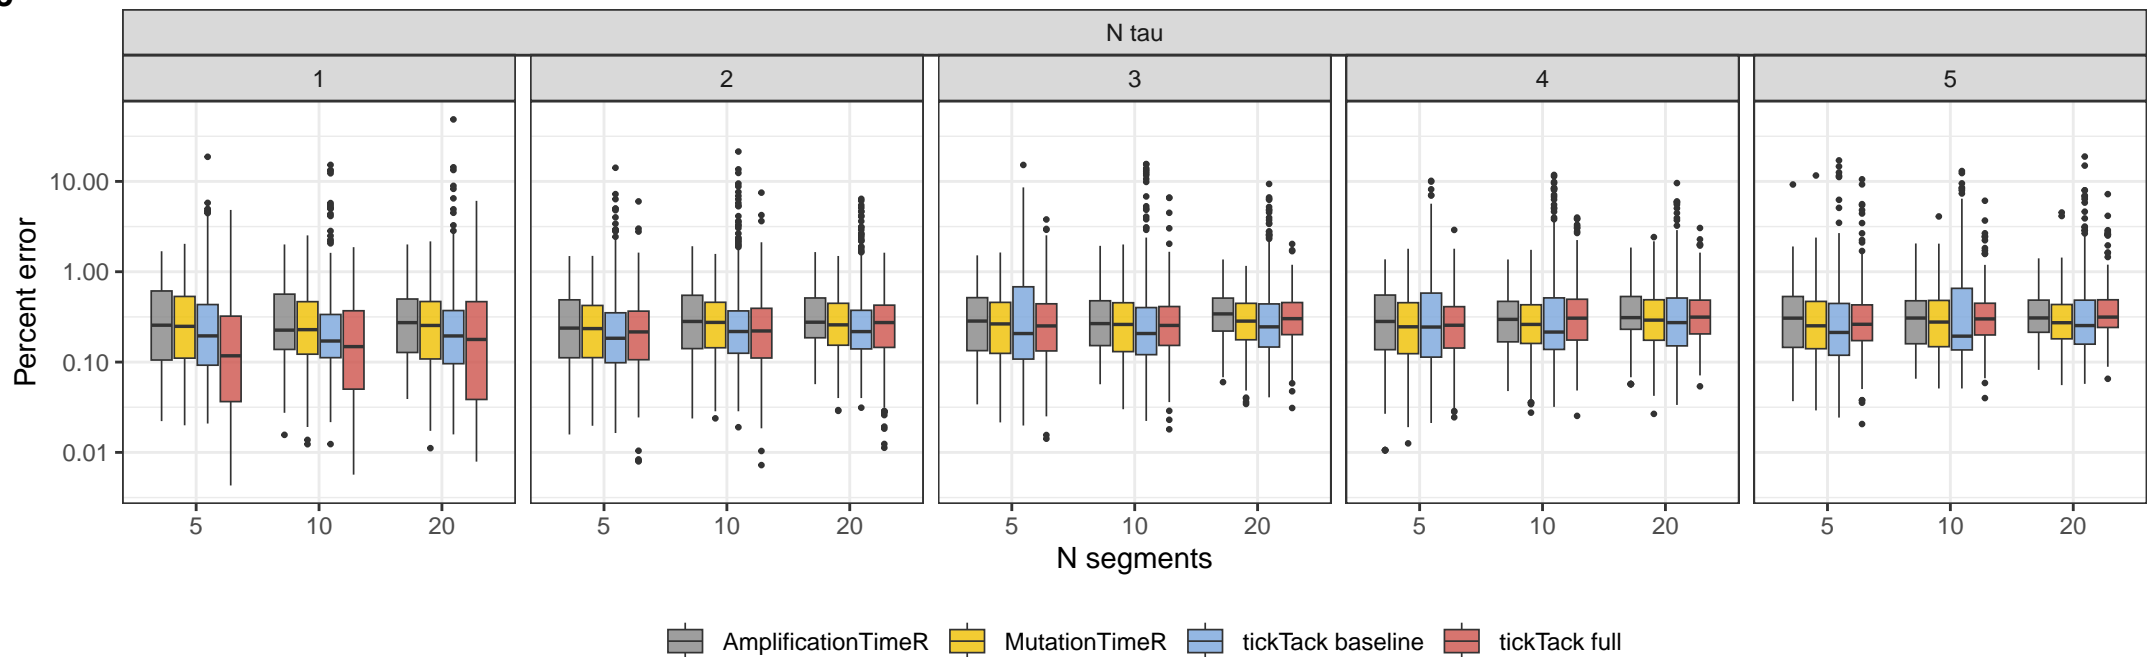 N tau
1 2 3 4 5
Percent error
10.00
1.00
0.10
0.01
5 10 20 5 10 20 5 10 20 5 10 20 5 10 20
N segments
AmplificationTimeR MutationTimeR tickTack baseline tickTack full